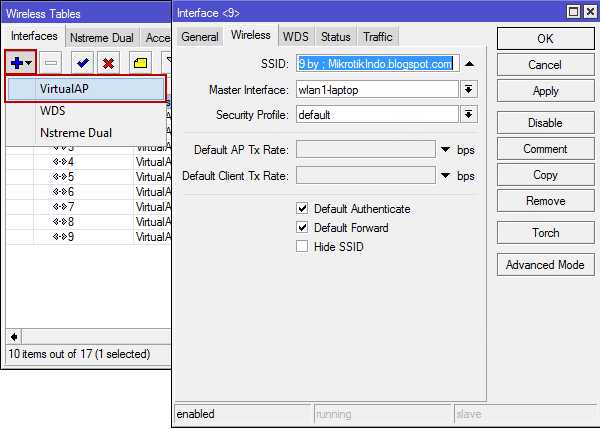 Wireless Tables
Interfaces Nstreme Dual Acce
VirtualAP
WDS
Nstreme Dual
3 VirtualA
4 VirtualA
5 VirtualA
6 VirtualA
7 VirtualA
8 VirtualA
9 VirtualA
10 items out of 17 (1 selected)
Interface <9>
General Wireless WDS Status Traffic
SSID: 9 by ; MikrotikIndo.blogspot.com
Master Interface: wlan1-laptop
Security Profile: default
Default AP Tx Rate: bps
Default Client Tx Rate: bps
Default Authenticate
Default Forward
Hide SSID
OK
Cancel
Apply
Disable
Comment
Copy
Remove
Torch
Advanced Mode
enabled running slave